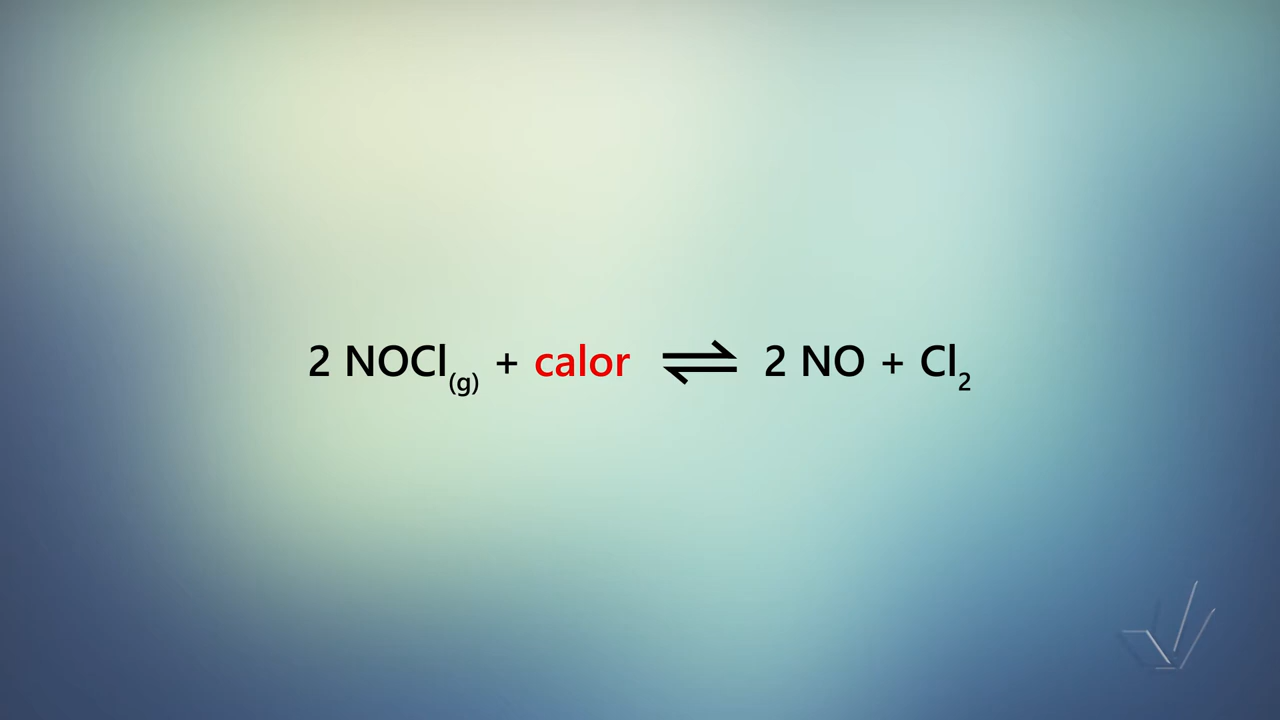 2 NOCl(g) + calor ⇌ 2 NO + Cl2